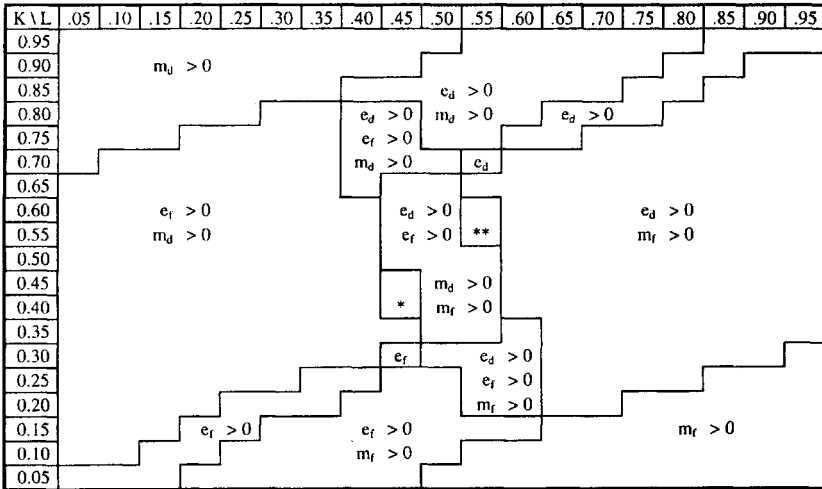 K \ L .05 .10 .15 .20 .25 .30 .35 .40 .45 .50 .55 .60 .65 .70 .75 .80 .85 .90 .95
0.95
0.90 m_d > 0
0.85 e_d > 0
0.80 e_d > 0 m_d > 0 e_d > 0
0.75 e_f > 0
0.70 m_d > 0 e_d
0.65
0.60 e_f > 0 e_d > 0 e_d > 0
0.55 m_d > 0 e_f > 0 ** m_f > 0
0.50
0.45 m_d > 0
0.40 * m_f > 0
0.35
0.30 e_f e_d > 0
0.25 e_f > 0
0.20 m_f > 0
0.15 e_f > 0 e_f > 0 m_f > 0
0.10 m_f > 0
0.05